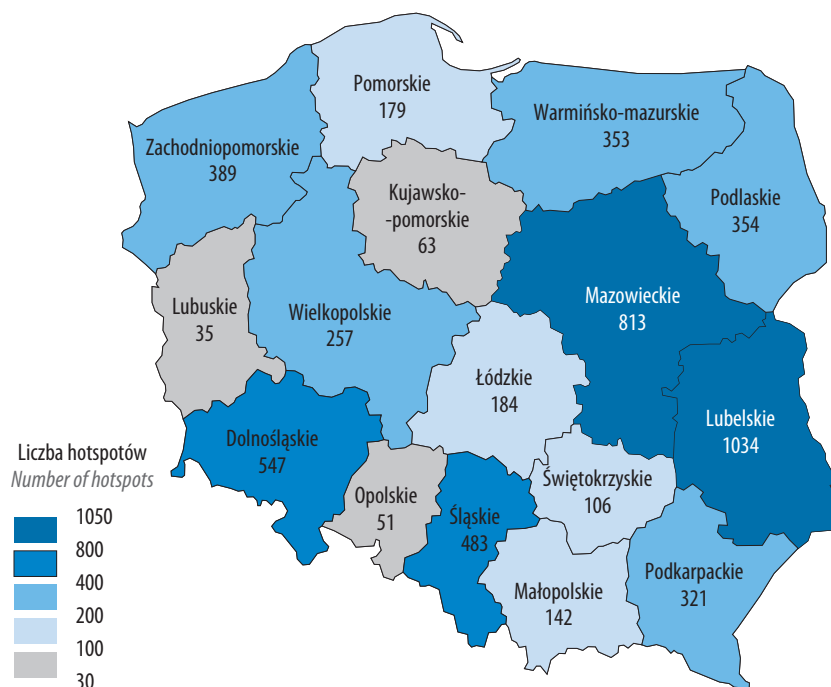 Pomorskie
179
Warmińsko-mazurskie
353
Zachodniopomorskie
389
Kujawsko-
-pomorskie
63
Podlaskie
354
Lubuskie
35
Wielkopolskie
257
Mazowieckie
813
Łódzkie
184
Lubelskie
1034
Dolnośląskie
547
Opolskie
51
Śląskie
483
Świętokrzyskie
106
Małopolskie
142
Podkarpackie
321
Liczba hotspotów
Number of hotspots
1050
800
400
200
100
30